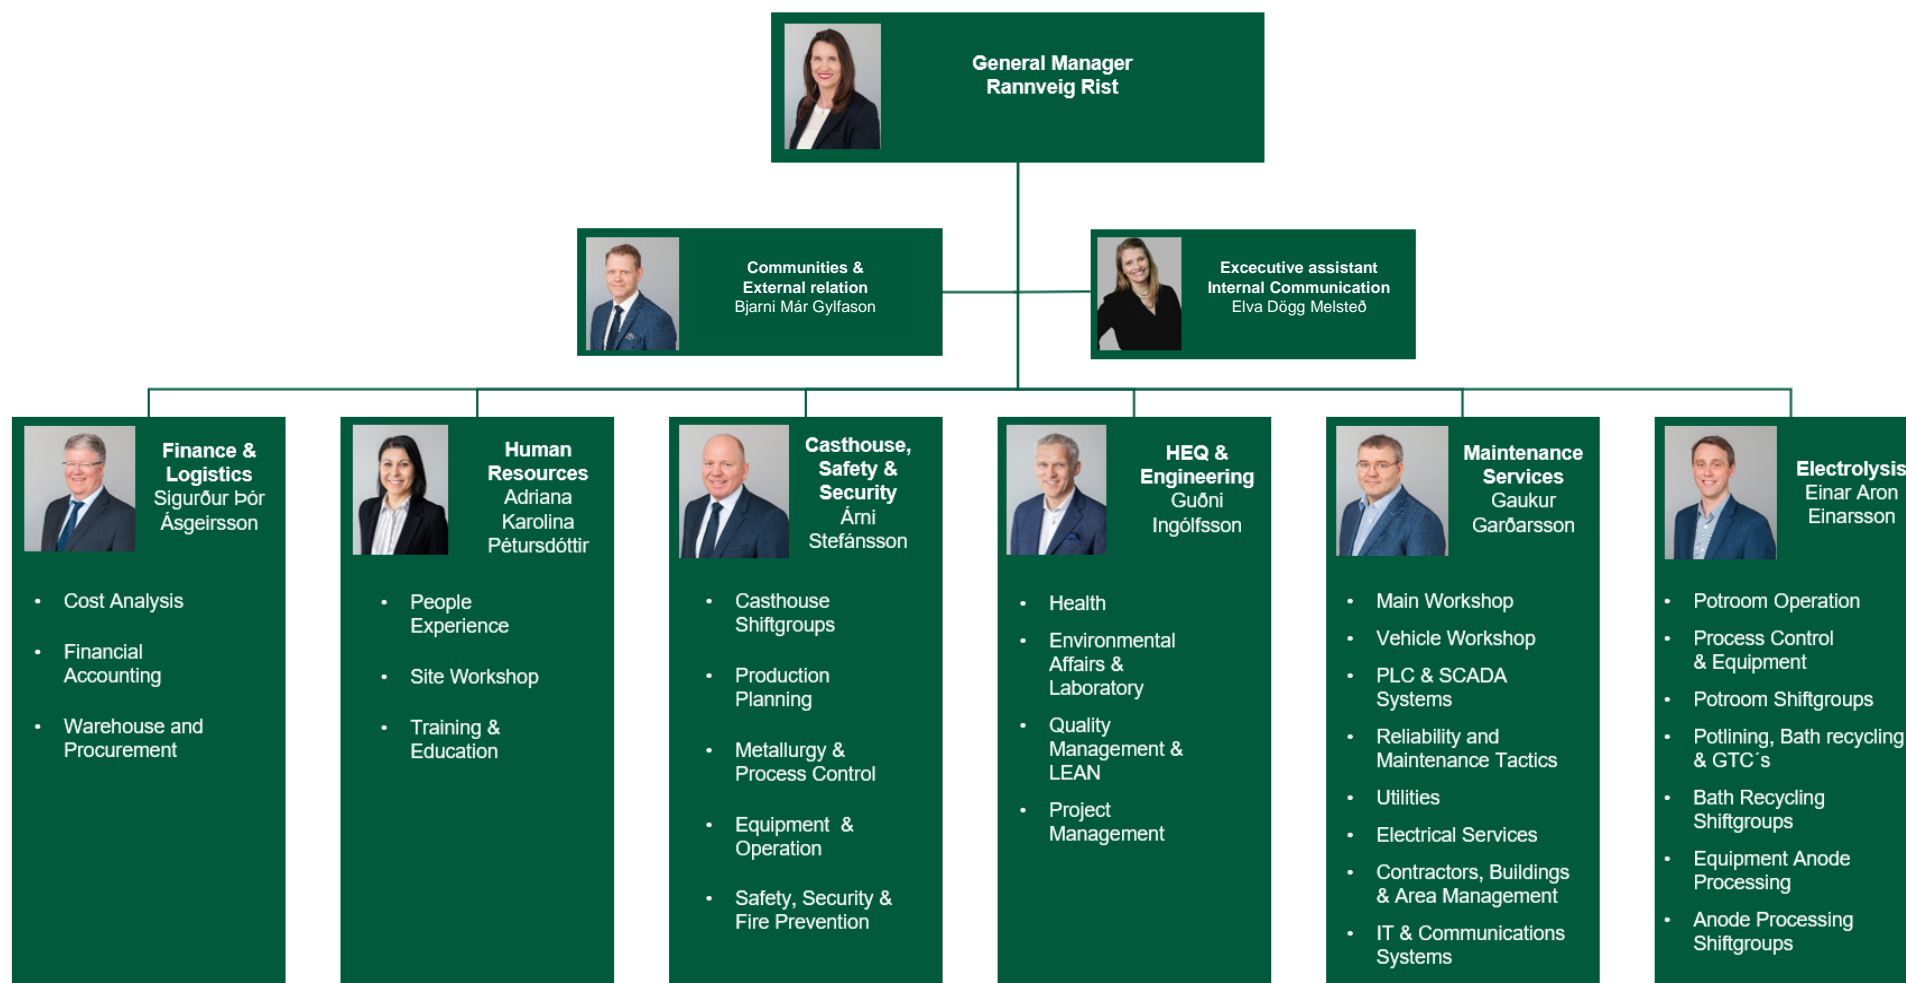 General Manager
Rannveig Rist
Communities &
External relation
Bjarni Már Gylfason
Excecutive assistant
Internal Communication
Elva Dögg Melsteð
Finance &
Logistics
Sigurður Þór
Ásgeirsson
• Cost Analysis
• Financial
Accounting
• Warehouse and
Procurement
Human
Resources
Adriana
Karolina
Pétursdóttir
• People
Experience
• Site Workshop
• Training &
Education
Casthouse,
Safety &
Security
Árni
Stefánsson
• Casthouse
Shiftgroups
• Production
Planning
• Metallurgy &
Process Control
• Equipment &
Operation
• Safety, Security &
Fire Prevention
HEQ &
Engineering
Guðni
Ingólfsson
• Health
• Environmental
Affairs &
Laboratory
• Quality
Management &
LEAN
• Project
Management
Maintenance
Services
Gaukur
Garðarsson
• Main Workshop
• Vehicle Workshop
• PLC & SCADA
Systems
• Reliability and
Maintenance Tactics
• Utilities
• Electrical Services
• Contractors, Buildings
& Area Management
• IT & Communications
Systems
Electrolysis
Einar Aron
Einarsson
• Potroom Operation
• Process Control
& Equipment
• Potroom Shiftgroups
• Potlining, Bath recycling
& GTC´s
• Bath Recycling
Shiftgroups
• Equipment Anode
Processing
• Anode Processing
Shiftgroups